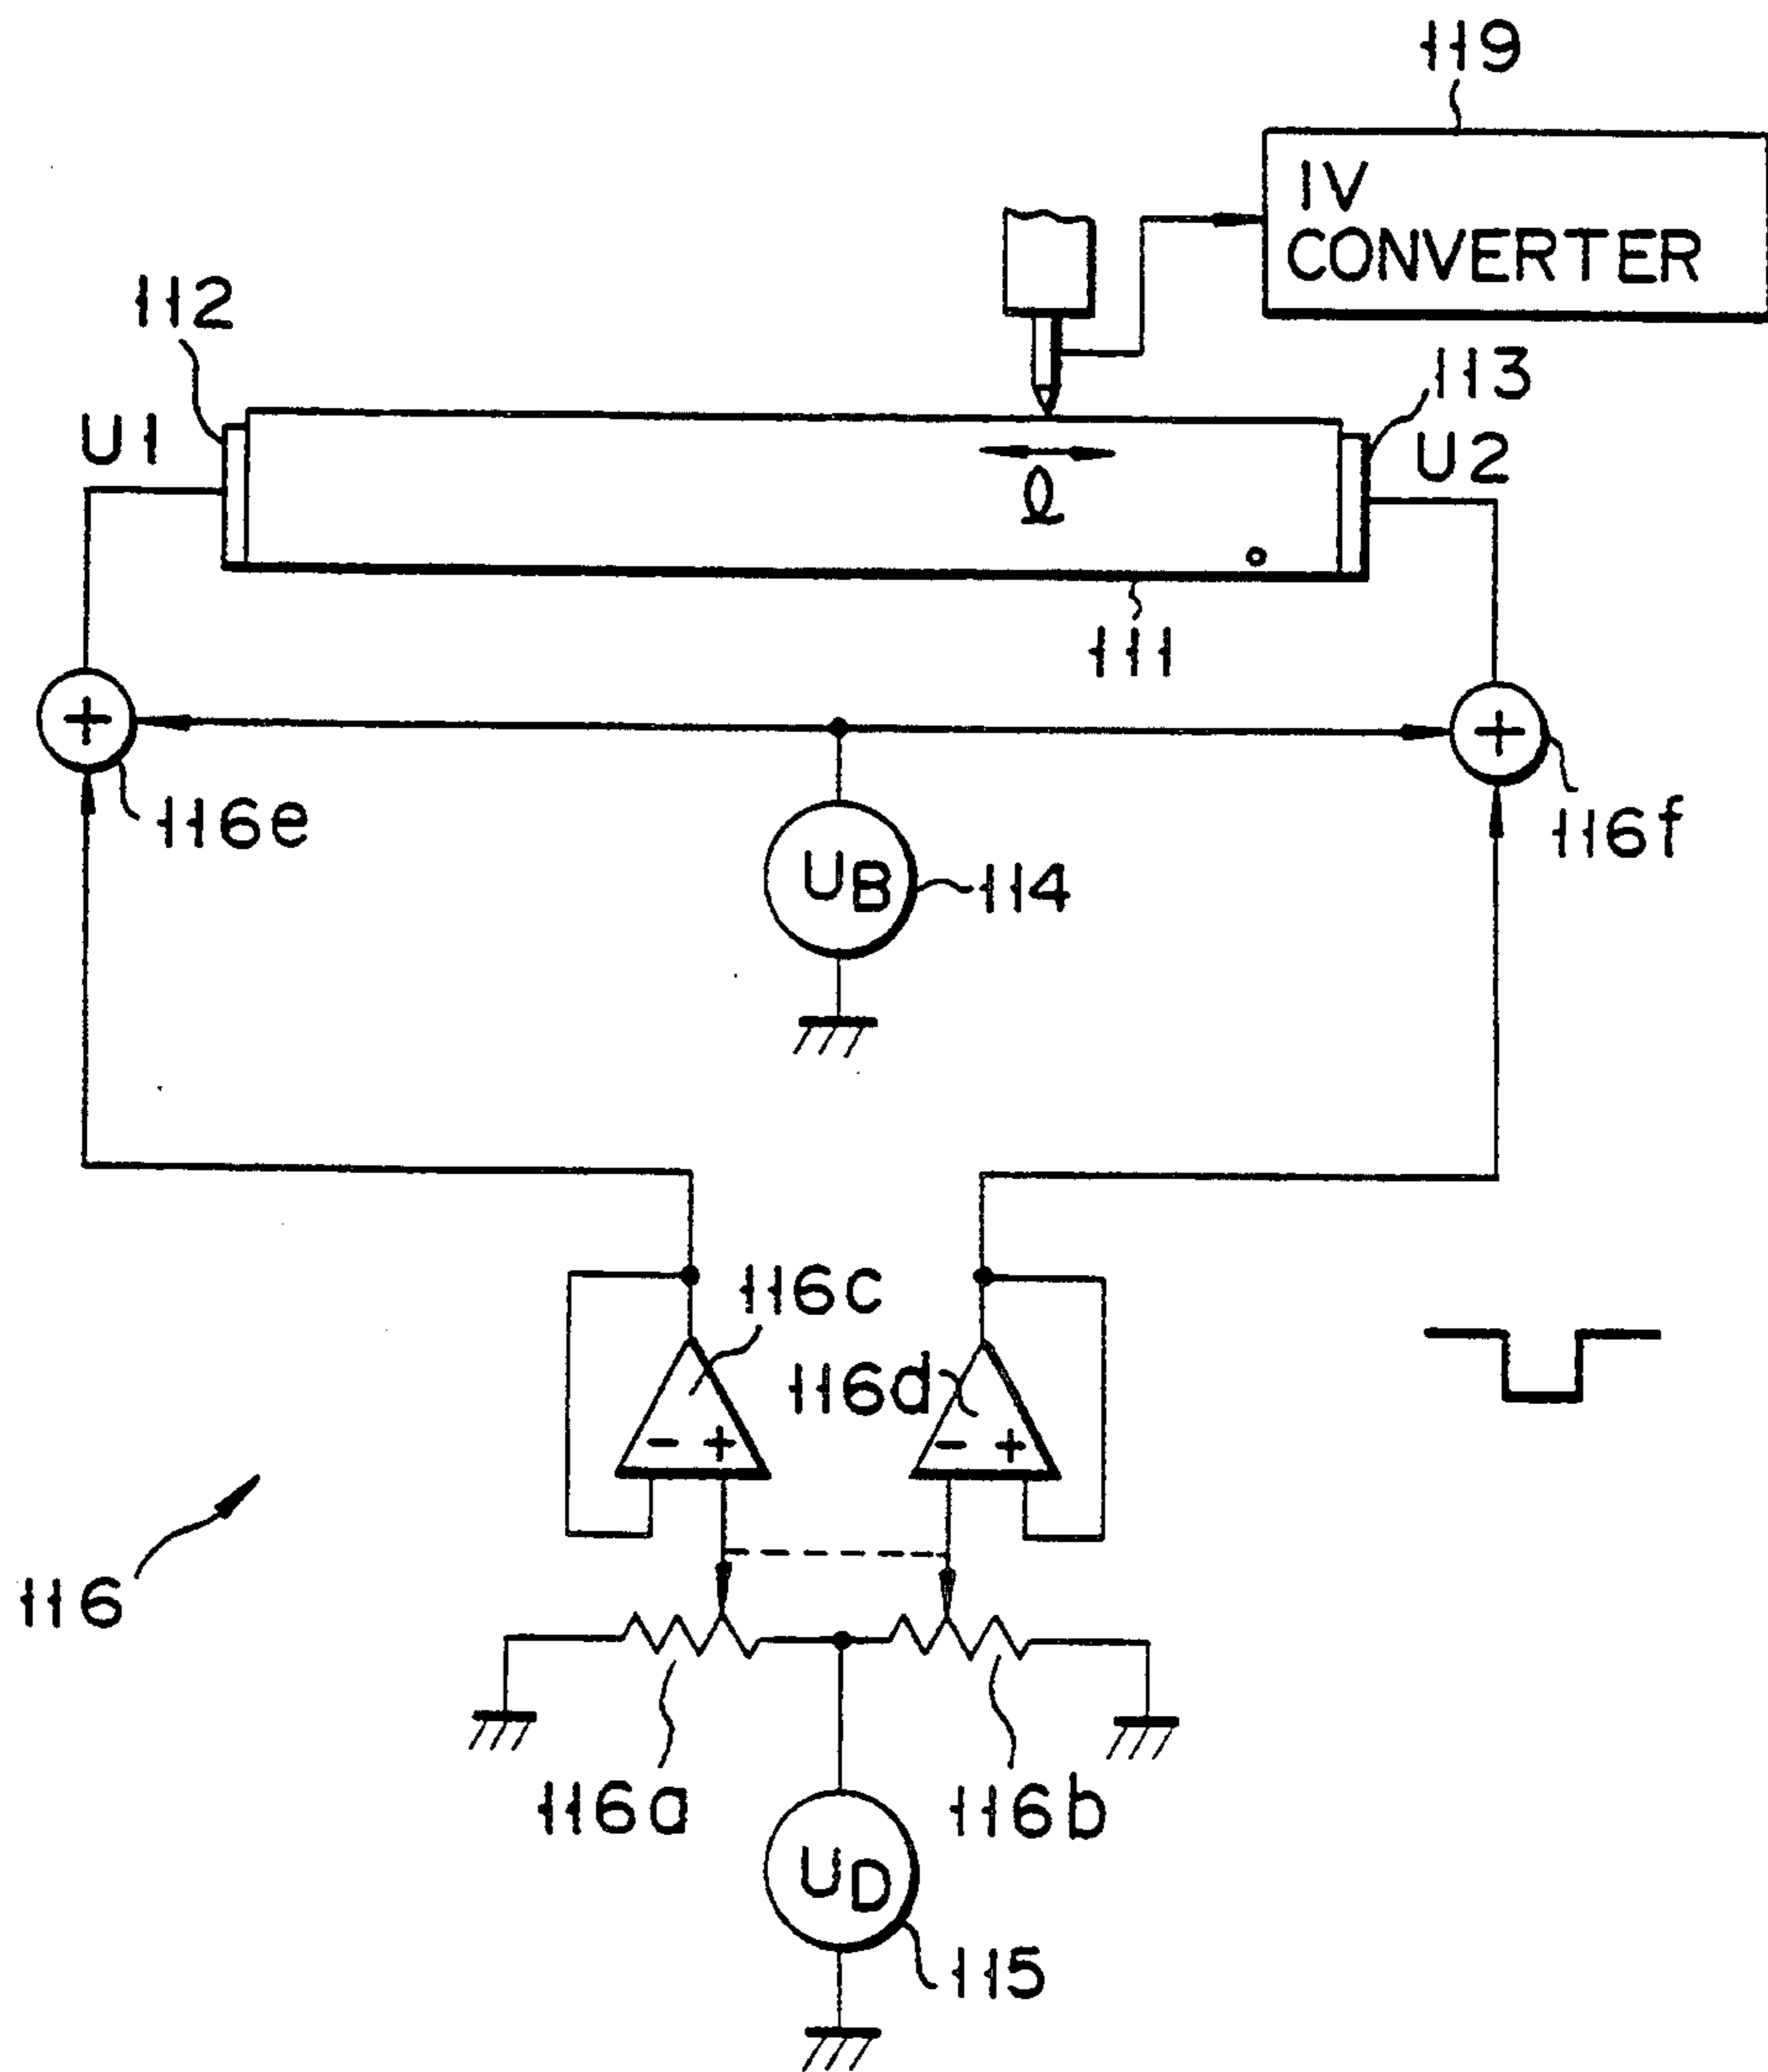 119
IV
CONVERTER
112
113
U1
U2
ℓ
111
+
+
116e
116f
UB
114
116c
116d
- +
- +
116
116a
116b
UD
115